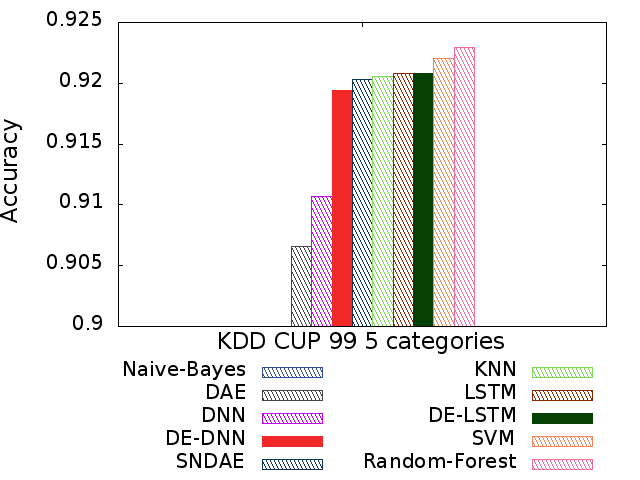 0.925
0.92
0.915
0.91
0.905
0.9
Accuracy
KDD CUP 99 5 categories
Naive-Bayes
DAE
DNN
DE-DNN
SNDAE
KNN
LSTM
DE-LSTM
SVM
Random-Forest